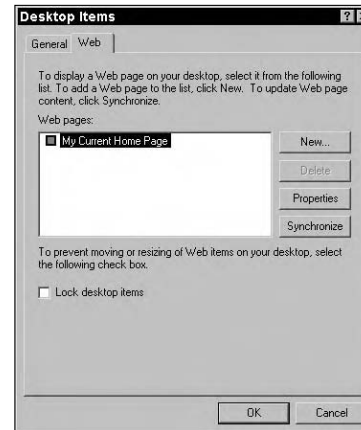 Desktop Items
General Web
To display a Web page on your desktop, select it from the following
list. To add a Web page to the list, click New. To update Web page
content, click Synchronize.
Web pages:
My Current Home Page
New...
Delete
Properties
Synchronize
To prevent moving or resizing of Web items on your desktop, select
the following check box.
Lock desktop items
OK Cancel